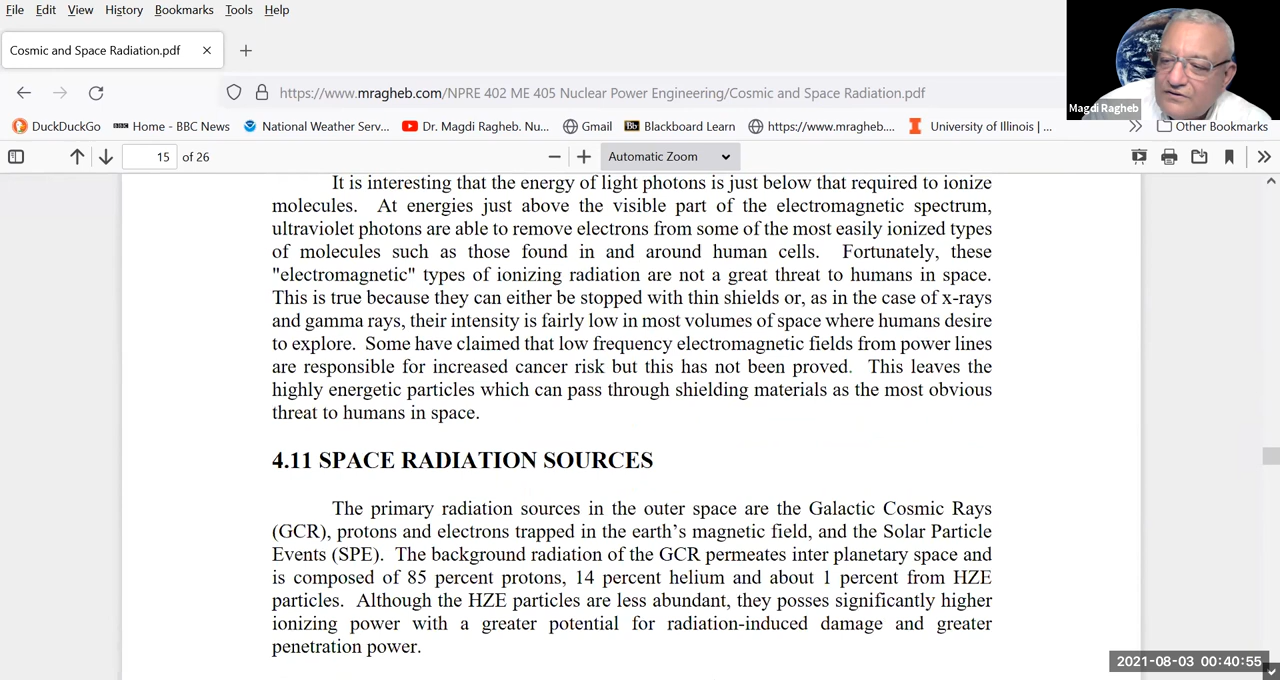 File Edit View History Bookmarks Tools Help
Cosmic and Space Radiation.pdf
https://www.mragheb.com/NPRE 402 ME 405 Nuclear Power Engineering/Cosmic and Space Radiation.pdf
Magdi Ragheb
DuckDuckGo BBC Home - BBC News National Weather Serv... Dr. Magdi Ragheb. Nu... Gmail Bb Blackboard Learn https://www.mragheb.... University of Illinois |... Other Bookmarks
15 of 26 Automatic Zoom
It is interesting that the energy of light photons is just below that required to ionize
molecules. At energies just above the visible part of the electromagnetic spectrum,
ultraviolet photons are able to remove electrons from some of the most easily ionized types
of molecules such as those found in and around human cells. Fortunately, these
"electromagnetic" types of ionizing radiation are not a great threat to humans in space.
This is true because they can either be stopped with thin shields or, as in the case of x-rays
and gamma rays, their intensity is fairly low in most volumes of space where humans desire
to explore. Some have claimed that low frequency electromagnetic fields from power lines
are responsible for increased cancer risk but this has not been proved. This leaves the
highly energetic particles which can pass through shielding materials as the most obvious
threat to humans in space.
4.11 SPACE RADIATION SOURCES
The primary radiation sources in the outer space are the Galactic Cosmic Rays
(GCR), protons and electrons trapped in the earth's magnetic field, and the Solar Particle
Events (SPE). The background radiation of the GCR permeates inter planetary space and
is composed of 85 percent protons, 14 percent helium and about 1 percent from HZE
particles. Although the HZE particles are less abundant, they posses significantly higher
ionizing power with a greater potential for radiation-induced damage and greater
penetration power.
2021-08-03 00:40:55